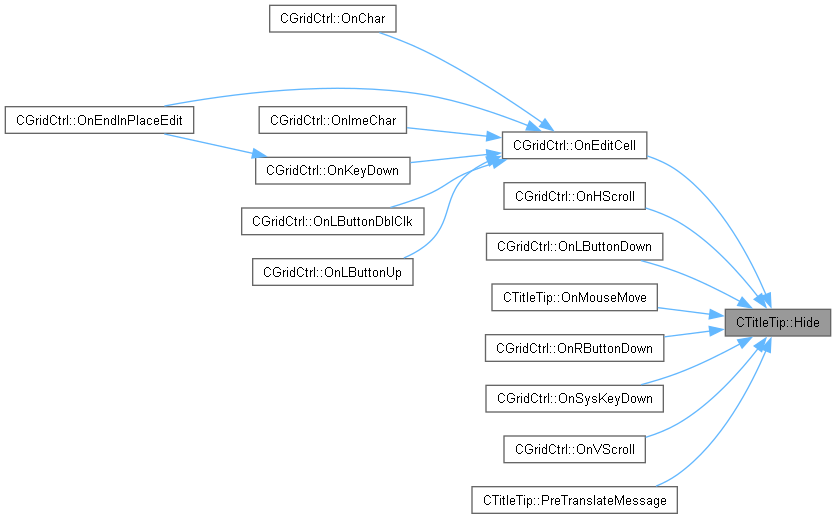 CGridCtrl::OnChar
CGridCtrl::OnEndInPlaceEdit
CGridCtrl::OnImeChar
CGridCtrl::OnEditCell
CGridCtrl::OnKeyDown
CGridCtrl::OnHScroll
CGridCtrl::OnLButtonDblClk
CGridCtrl::OnLButtonDown
CGridCtrl::OnLButtonUp
CTitleTip::OnMouseMove
CTitleTip::Hide
CGridCtrl::OnRButtonDown
CGridCtrl::OnSysKeyDown
CGridCtrl::OnVScroll
CTitleTip::PreTranslateMessage